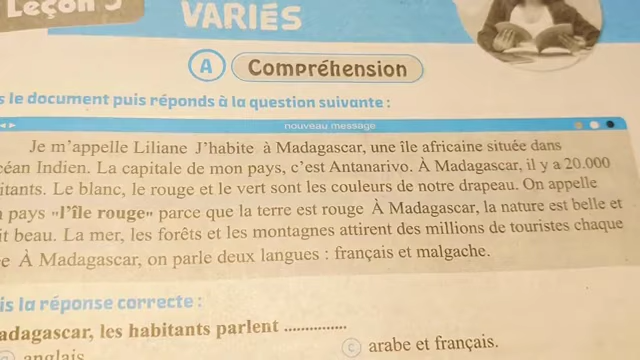 Leçon 5
VARIÉS
A Compréhension
s le document puis réponds à la question suivante :
nouveau message
Je m'appelle Liliane J'habite à Madagascar, une île africaine située dans
céan Indien. La capitale de mon pays, c'est Antanarivo. À Madagascar, il y a 20.000
itants. Le blanc, le rouge et le vert sont les couleurs de notre drapeau. On appelle
n pays "l'île rouge" parce que la terre est rouge À Madagascar, la nature est belle et
it beau. La mer, les forêts et les montagnes attirent des millions de touristes chaque
e À Madagascar, on parle deux langues : français et malgache.
is la réponse correcte :
adagascar, les habitants parlent ...............
a anglais
c arabe et français.